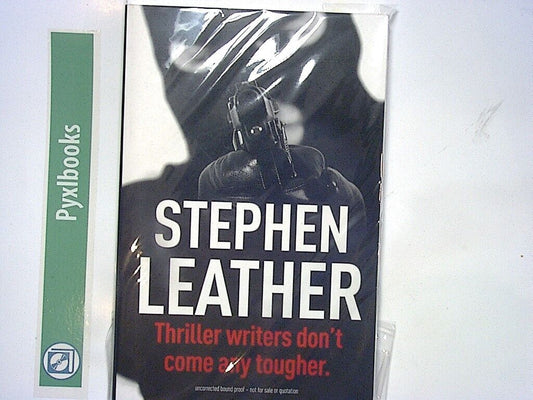 Pyxlbooks
STEPHEN
LEATHER
Thriller writers don't
come any tougher.
uncorrected bound proof - not for sale or quotation